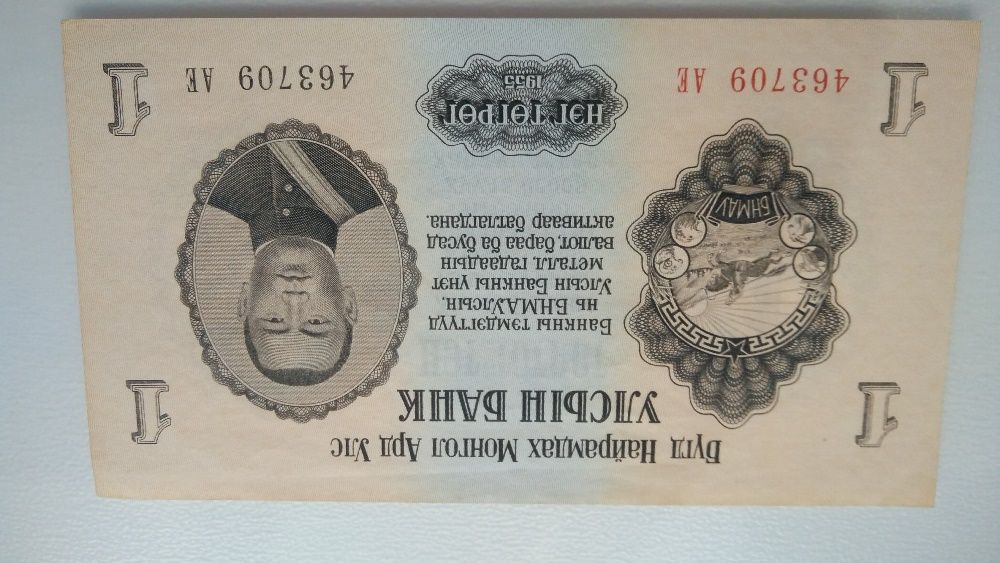 Бүгд Найрамдах Монгол Ард Улс
1
УЛСЫН БАНК
1
Банкны тэмдэгтүүд
нь БНМАУлсын,
Улсын Банкны үнэт
металл, гадаадын
валют, бараа ба бусад
активаар батлагдана.
БНМАУ
463709 АЕ
НЭГ ТӨГРӨГ
1955
463709 АЕ
1
1